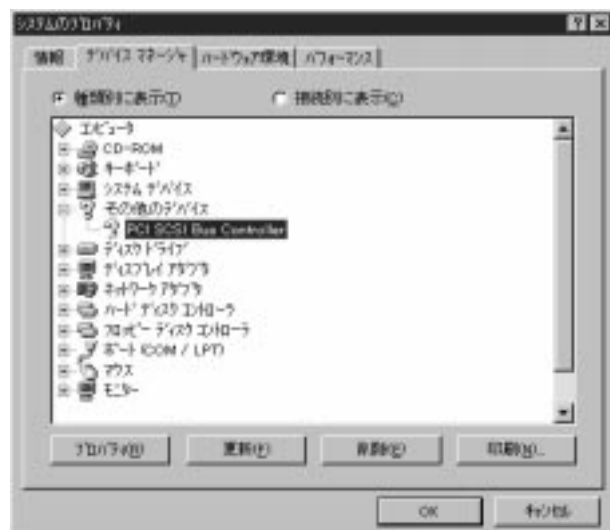 システムのプロパティ
情報 デバイス マネージャ ハードウェア環境 パフォーマンス
種類別に表示(T) 接続別に表示(C)
コンピュータ
CD-ROM
キーボード
システム デバイス
その他のデバイス
PCI SCSI Bus Controller
ディスク ドライブ
ディスプレイ アダプタ
ネットワーク アダプタ
ハード ディスク コントローラ
フロッピー ディスク コントローラ
ポート (COM / LPT)
マウス
モニター
プロパティ(R) 更新(F) 削除(E) 印刷(N)...
OK キャンセル